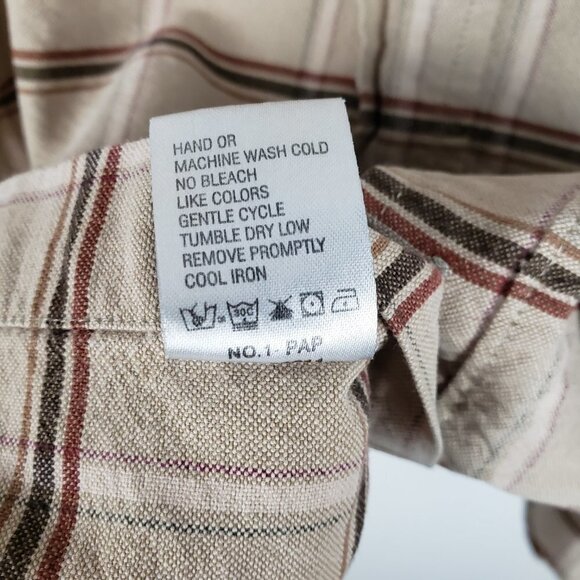 HAND OR
MACHINE WASH COLD
NO BLEACH
LIKE COLORS
GENTLE CYCLE
TUMBLE DRY LOW
REMOVE PROMPTLY
COOL IRON
30C
NO.1- PAP